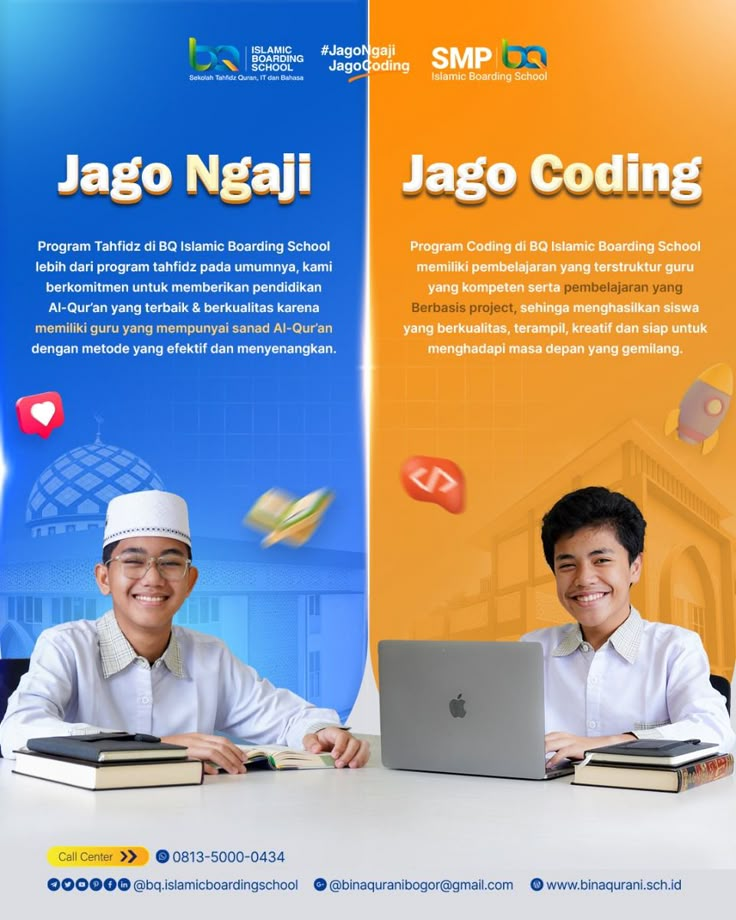 bQ ISLAMIC BOARDING SCHOOL
Sekolah Tahfidz Quran, IT dan Bahasa
#JagoNgaji
JagoCoding
SMP bQ
Islamic Boarding School
Jago Ngaji
Program Tahfidz di BQ Islamic Boarding School
lebih dari program tahfidz pada umumnya, kami
berkomitmen untuk memberikan pendidikan
Al-Qur'an yang terbaik & berkualitas karena
memiliki guru yang mempunyai sanad Al-Qur'an
dengan metode yang efektif dan menyenangkan.
Jago Coding
Program Coding di BQ Islamic Boarding School
memiliki pembelajaran yang terstruktur guru
yang kompeten serta pembelajaran yang
Berbasis project, sehinga menghasilkan siswa
yang berkualitas, terampil, kreatif dan siap untuk
menghadapi masa depan yang gemilang.
</>
Call Center 0813-5000-0434
@bq.islamicboardingschool @binaquranibogor@gmail.com www.binaqurani.sch.id